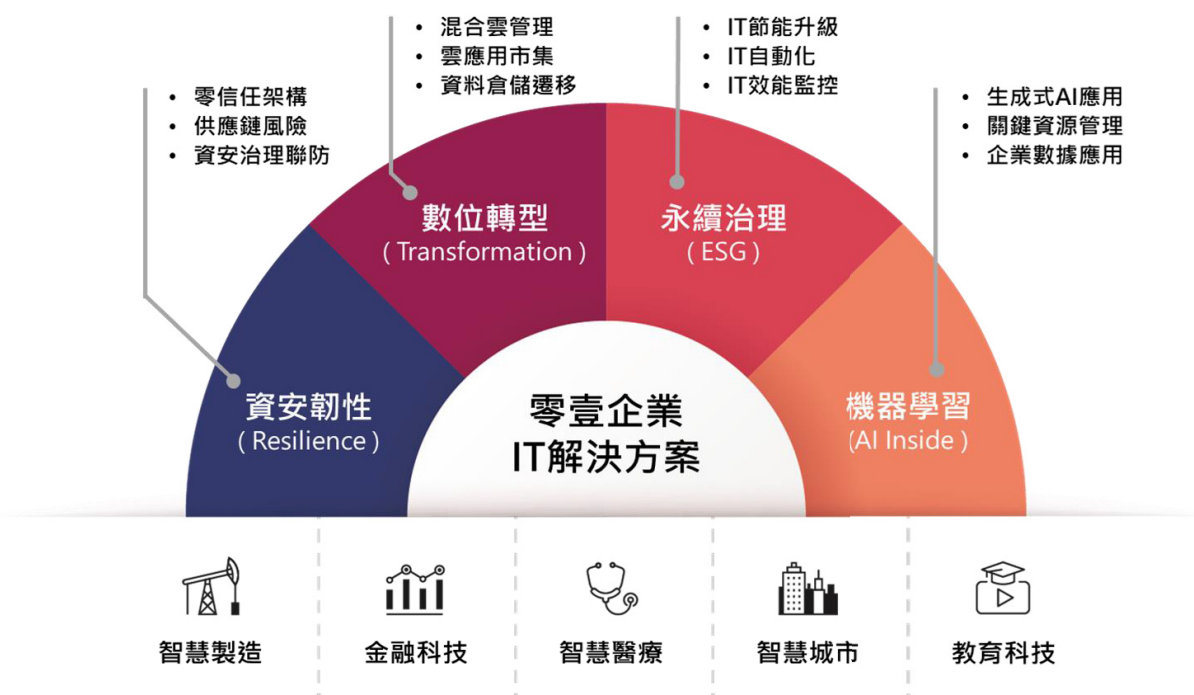 • 混合雲管理
• 雲應用市集
• 資料倉儲遷移
• IT節能升級
• IT自動化
• IT效能監控
• 零信任架構
• 供應鏈風險
• 資安治理聯防
• 生成式AI應用
• 關鍵資源管理
• 企業數據應用
數位轉型
( Transformation )
永續治理
( ESG )
資安韌性
( Resilience )
零壹企業
IT解決方案
機器學習
(AI Inside )
智慧製造
金融科技
智慧醫療
智慧城市
教育科技